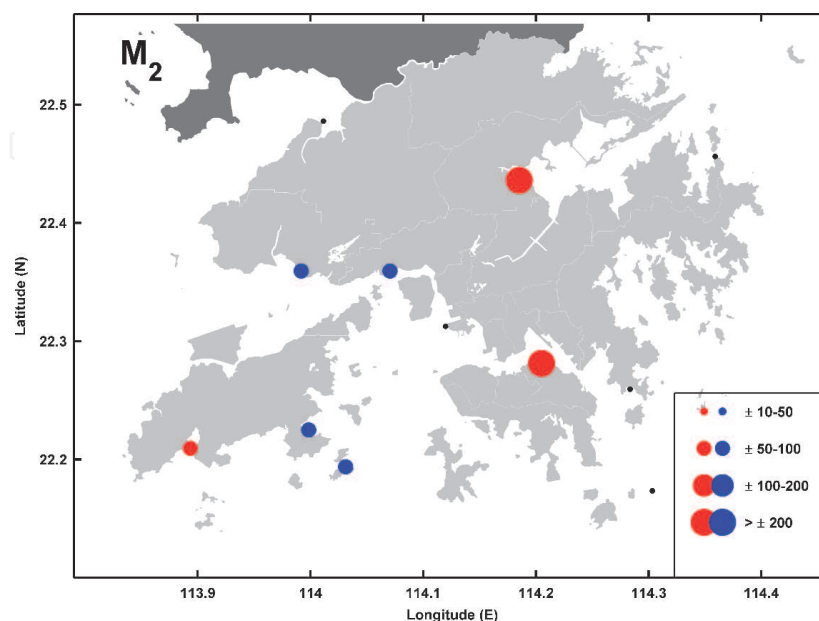 M2
22.5
22.4
22.3
22.2
Latitude (N)
113.9 114 114.1 114.2 114.3 114.4
Longitude (E)
± 10-50
± 50-100
± 100-200
> ± 200